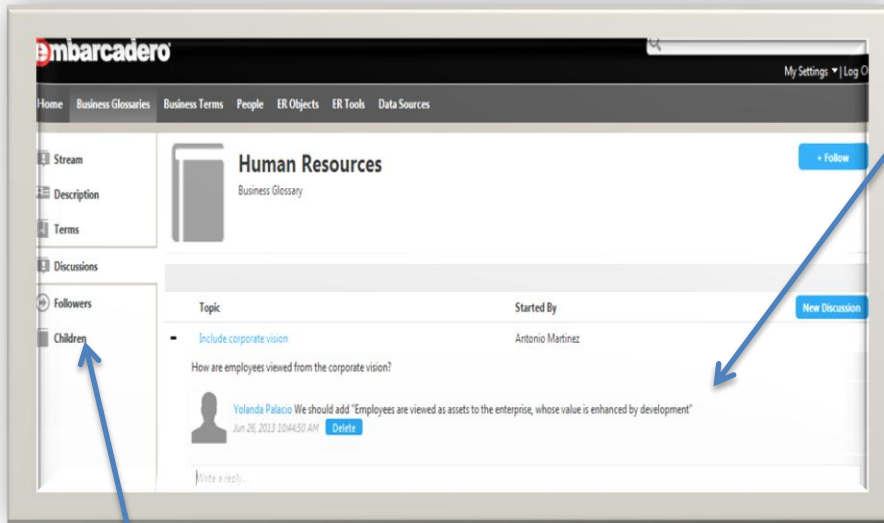 embarcadero
My Settings ▼ | Log O
Home Business Glossaries Business Terms People ER Objects ER Tools Data Sources
Stream
Description
Terms
Discussions
Followers
Children
Human Resources
Business Glossary
+ Follow
Topic Started By New Discussion
- Include corporate vision Antonio Martinez
How are employees viewed from the corporate vision?
Yolanda Palacio We should add "Employees are viewed as assets to the enterprise, whose value is enhanced by development"
Jun 26, 2013 10:44:50 AM Delete
Write a reply...